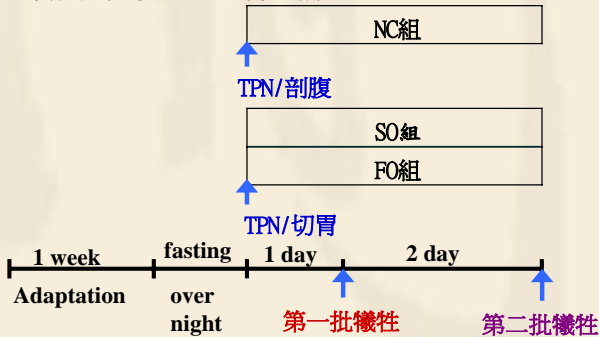 NC組
TPN/剖腹
SO組
FO組
TPN/切胃
1 week
fasting
1 day
2 day
Adaptation
over
night
第一批犧牲
第二批犧牲